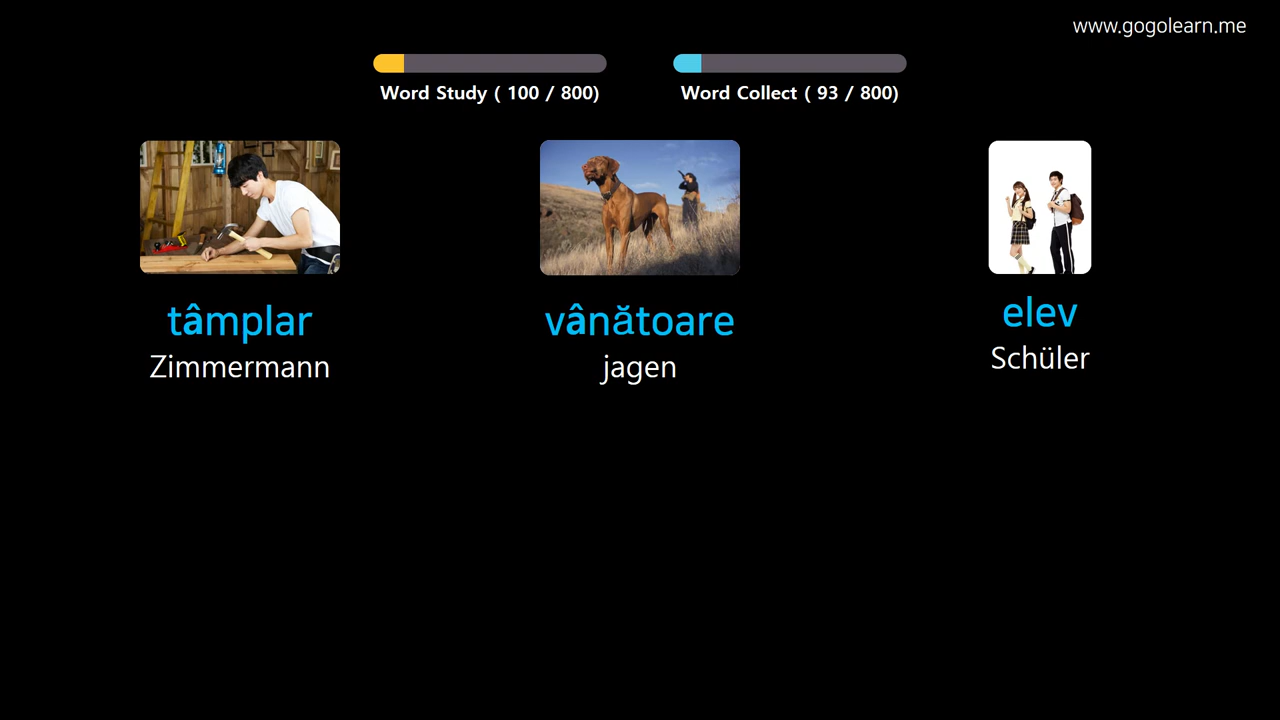 www.gogolearn.me
Word Study ( 100 / 800)
Word Collect ( 93 / 800)
tâmplar
Zimmermann
vânătoare
jagen
elev
Schüler